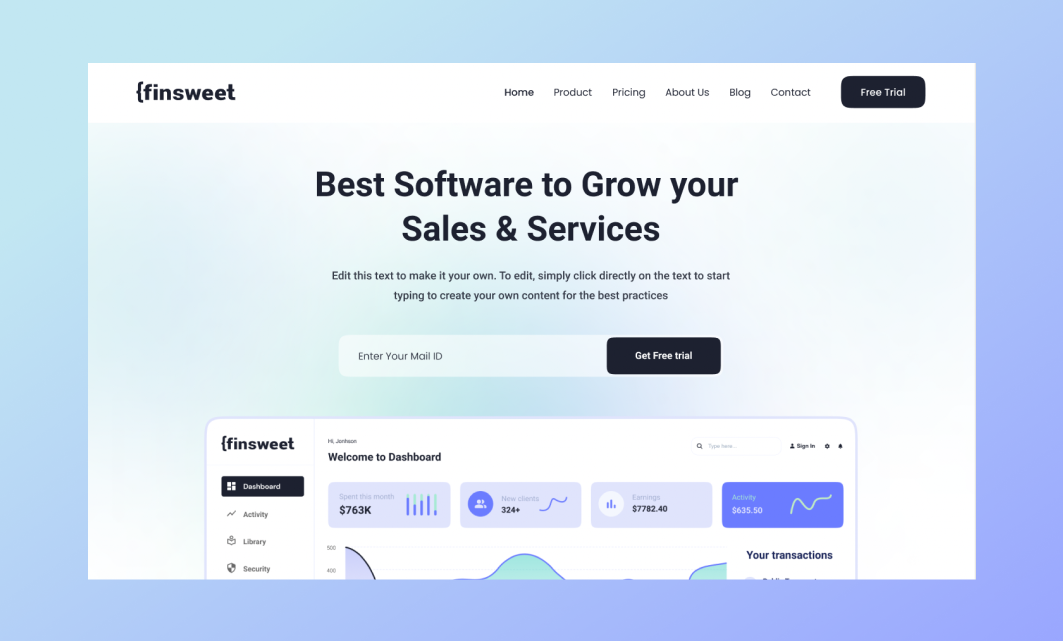 {finsweet
Home Product Pricing About Us Blog Contact Free Trial
Best Software to Grow your
Sales & Services
Edit this text to make it your own. To edit, simply click directly on the text to start
typing to create your own content for the best practices
Enter Your Mail ID
Get Free trial
{finsweet
Hi, Jonhson
Welcome to Dashboard
Type here...
Sign In
Dashboard
Activity
Library
Security
Spent this month
$763K
New clients
324+
Earnings
$7782.40
Activity
$635.50
500
400
Your transactions